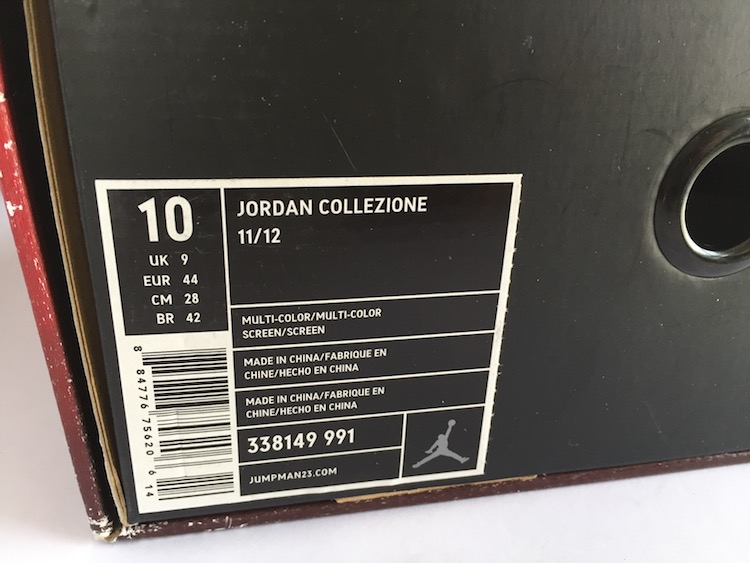 10
UK 9
EUR 44
CM 28
BR 42
JORDAN COLLEZIONE
11/12
MULTI-COLOR/MULTI-COLOR
SCREEN/SCREEN
MADE IN CHINA/FABRIQUE EN
CHINE/HECHO EN CHINA
MADE IN CHINA/FABRIQUE EN
CHINE/HECHO EN CHINA
338149 991
JUMPMAN23.COM
8 84776 75620 6 14